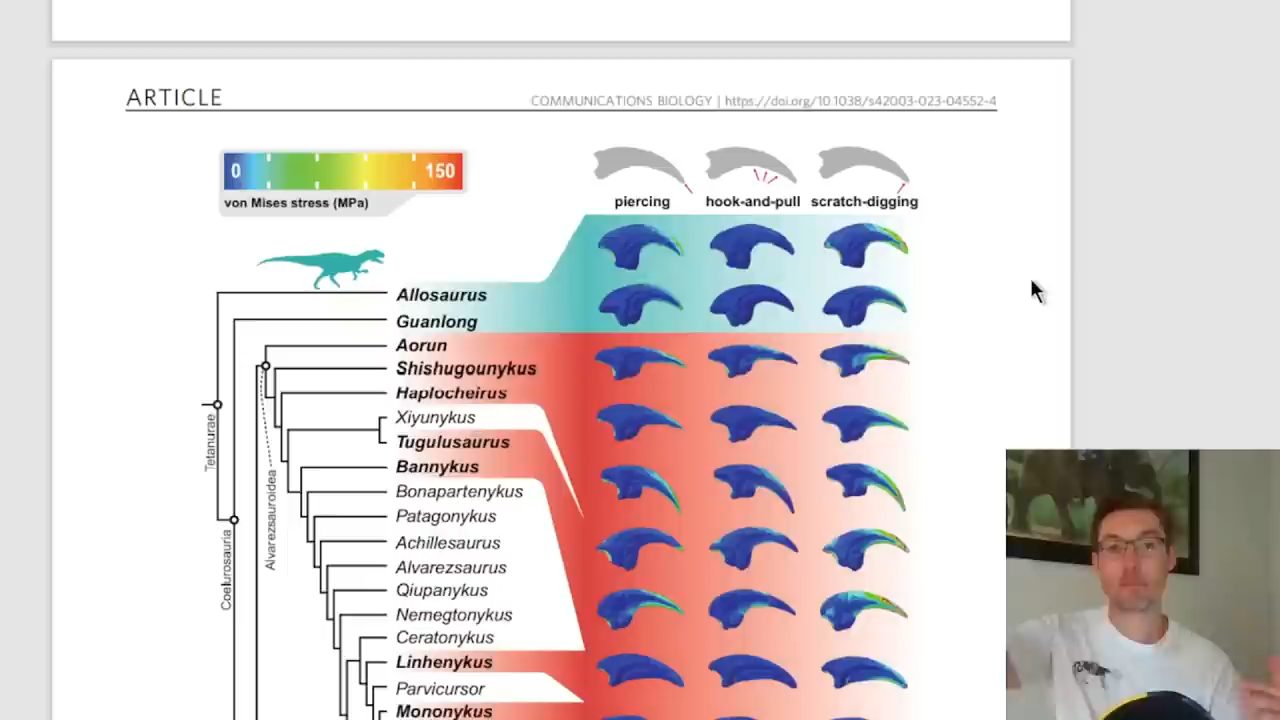 ARTICLE
COMMUNICATIONS BIOLOGY | https://doi.org/10.1038/s42003-023-04552-4
0 150
von Mises stress (MPa)
piercing hook-and-pull scratch-digging
Allosaurus
Guanlong
Aorun
Shishugounykus
Haplocheirus
Xiyunykus
Tugulusaurus
Bannykus
Bonapartenykus
Patagonykus
Achillesaurus
Alvarezsaurus
Qiupanykus
Nemegtonykus
Ceratonykus
Linhenykus
Parvicursor
Mononykus
Tetanurae
Coelurosauria
Alvarezsauroidea